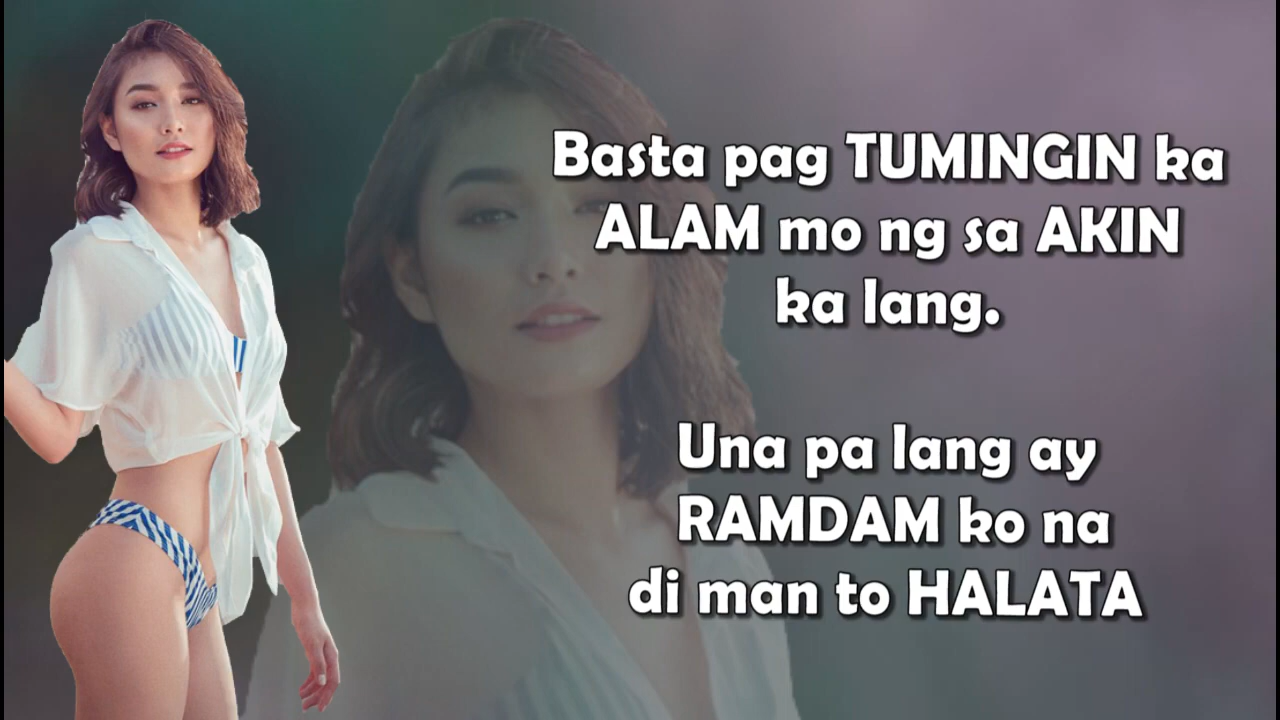 Basta pag TUMINGIN ka
ALAM mo ng sa AKIN
ka lang.
Una pa lang ay
RAMDAM ko na
di man to HALATA